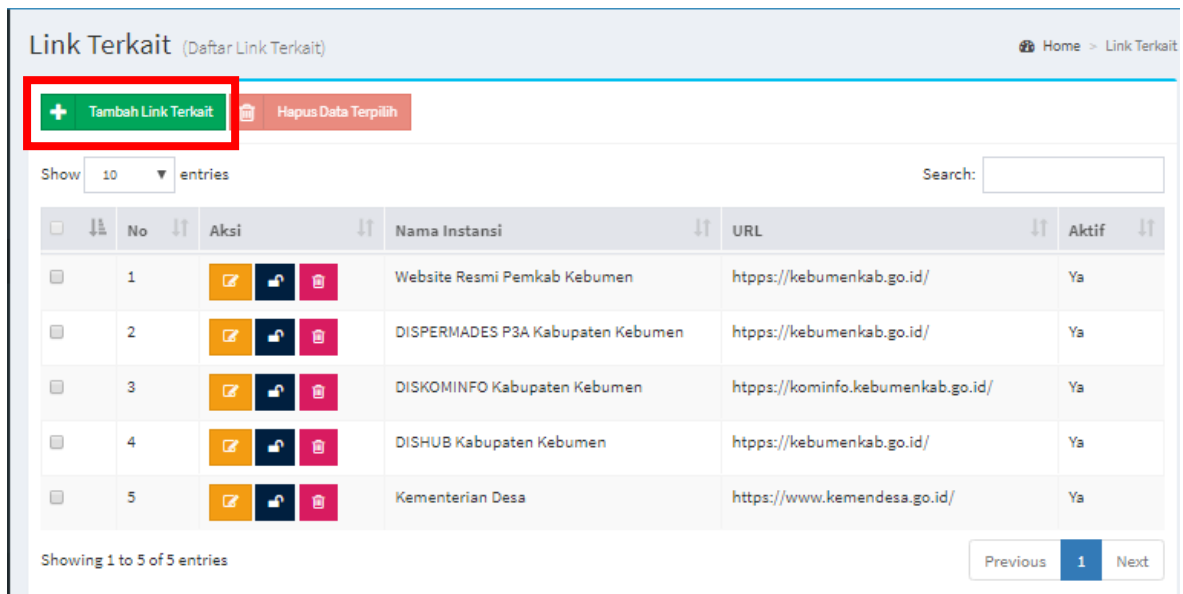 Link Terkait (Daftar Link Terkait) Home > Link Terkait
Tambah Link Terkait Hapus Data Terpilih
Show 10 entries Search:
No Aksi Nama Instansi URL Aktif
1 Website Resmi Pemkab Kebumen htpps://kebumenkab.go.id/ Ya
2 DISPERMADES P3A Kabupaten Kebumen htpps://kebumenkab.go.id/ Ya
3 DISKOMINFO Kabupaten Kebumen htpps://kominfo.kebumenkab.go.id/ Ya
4 DISHUB Kabupaten Kebumen htpps://kebumenkab.go.id/ Ya
5 Kementerian Desa https://www.kemendesa.go.id/ Ya
Showing 1 to 5 of 5 entries Previous 1 Next